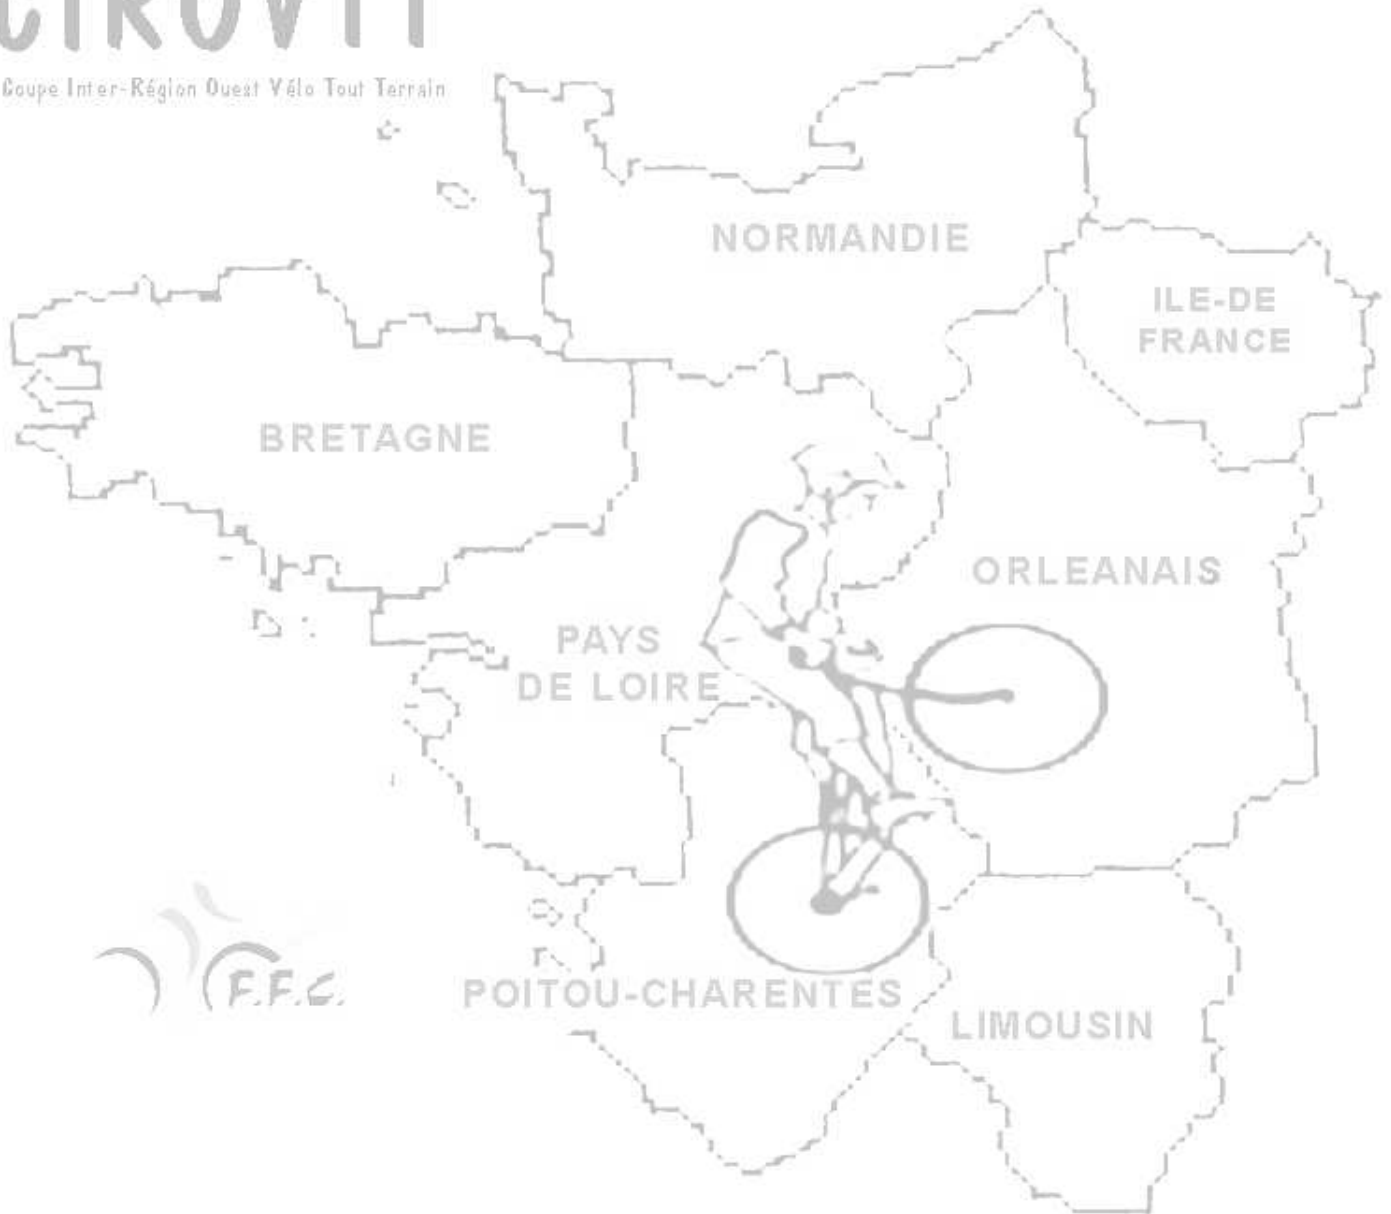 CIROVTT
Coupe Inter-Région Ouest Vélo Tout Terrain
NORMANDIE
ILE-DE
FRANCE
BRETAGNE
ORLEANAIS
PAYS
DE LOIRE
F.F.C.
POITOU-CHARENTES
LIMOUSIN